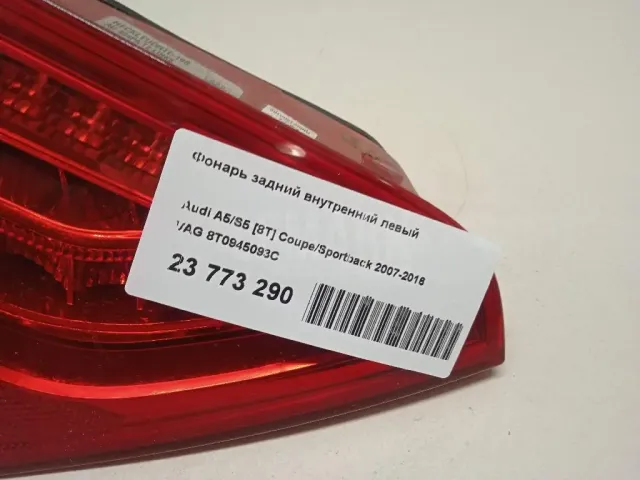 фонарь задний внутренний левый
Audi A5/S5 [8T] Coupe/Sportback 2007-2016
VAG 8T0945093C
23 773 290